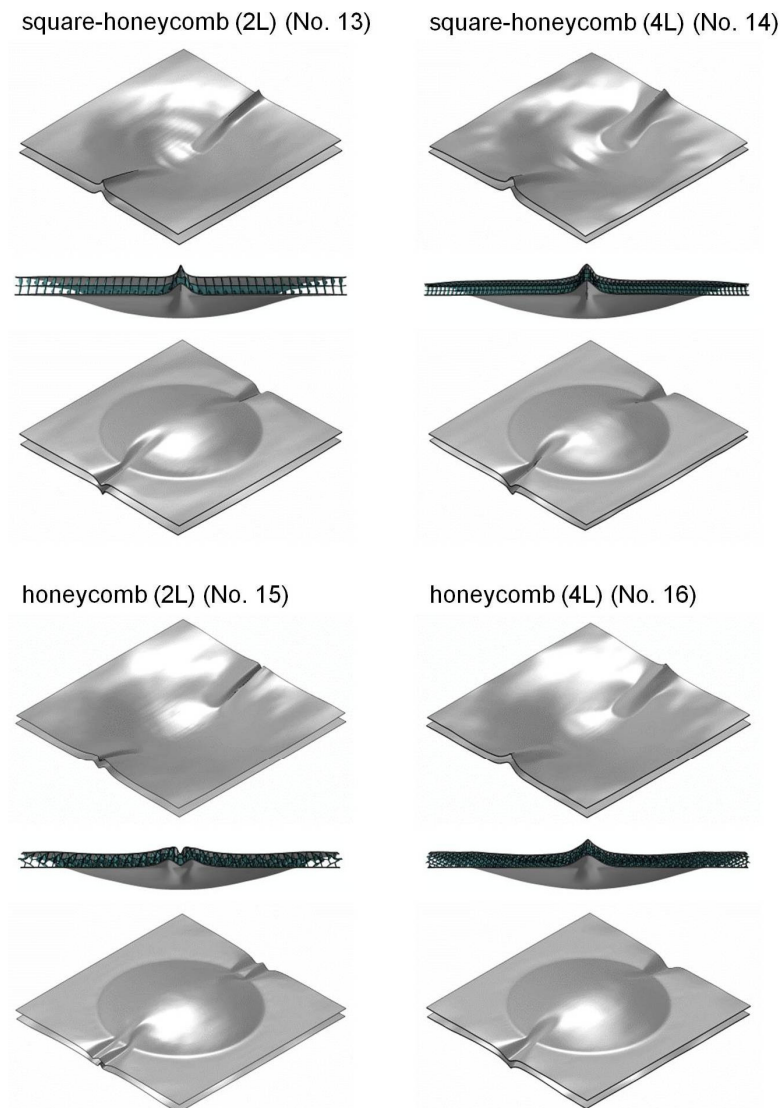 square-honeycomb (2L) (No. 13)
square-honeycomb (4L) (No. 14)
honeycomb (2L) (No. 15)
honeycomb (4L) (No. 16)